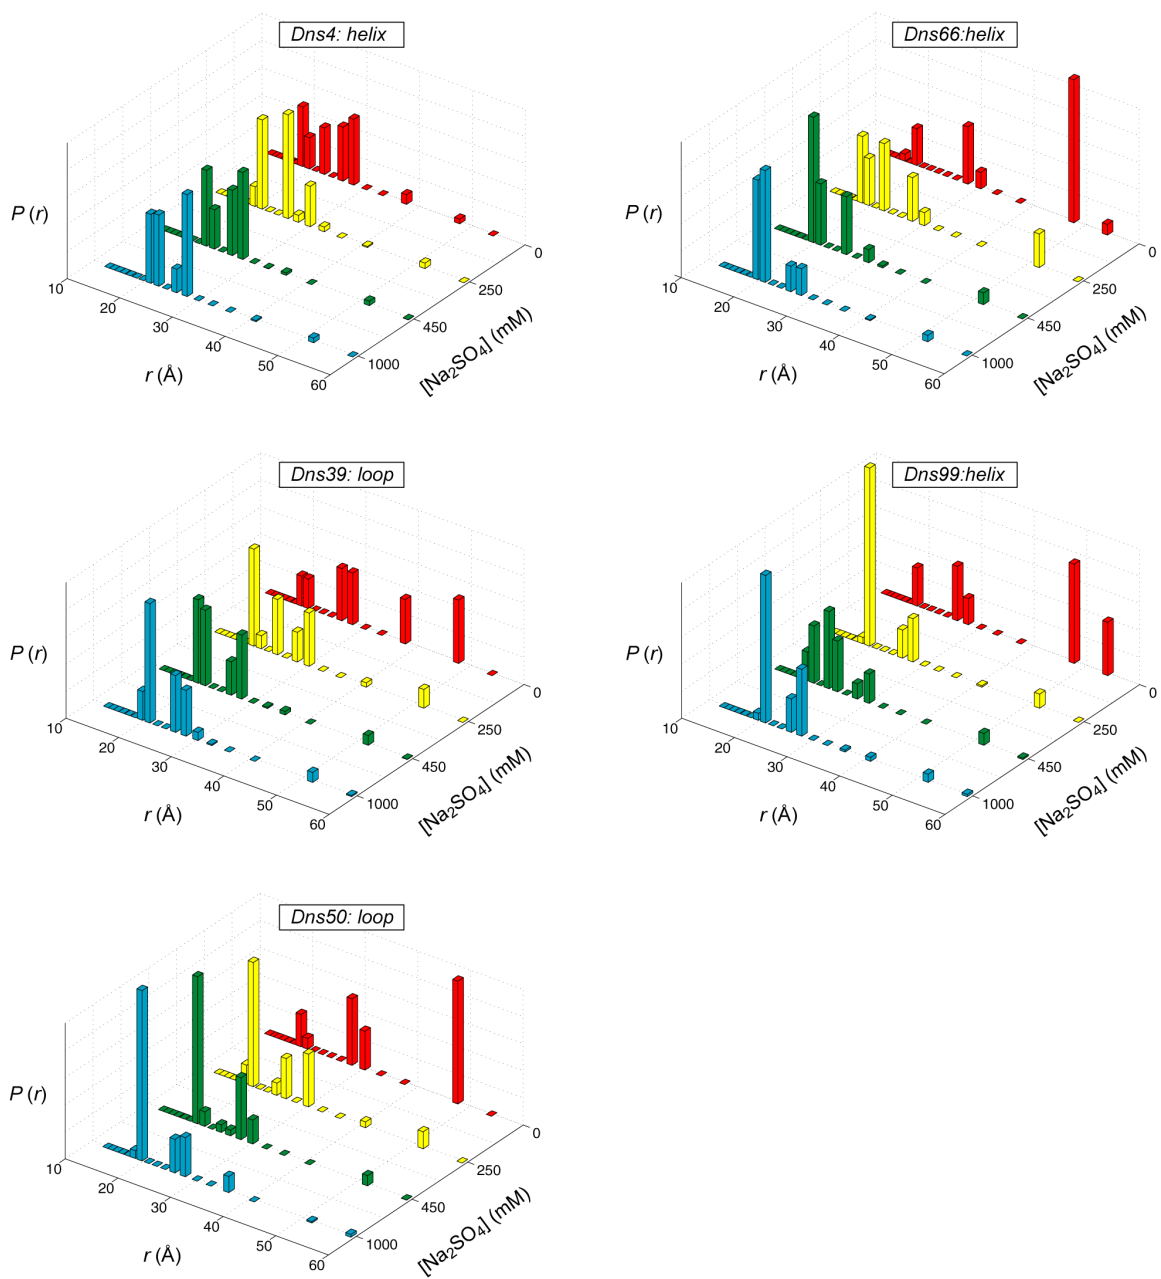 Dns4: helix
P (r)
10
20
30
40
50
60
r (Å)
0
250
450
1000
[Na₂SO₄] (mM)
Dns66:helix
P (r)
10
20
30
40
50
60
r (Å)
0
250
450
1000
[Na₂SO₄] (mM)
Dns39: loop
P (r)
10
20
30
40
50
60
r (Å)
0
250
450
1000
[Na₂SO₄] (mM)
Dns99:helix
P (r)
10
20
30
40
50
60
r (Å)
0
250
450
1000
[Na₂SO₄] (mM)
Dns50: loop
P (r)
10
20
30
40
50
60
r (Å)
0
250
450
1000
[Na₂SO₄] (mM)